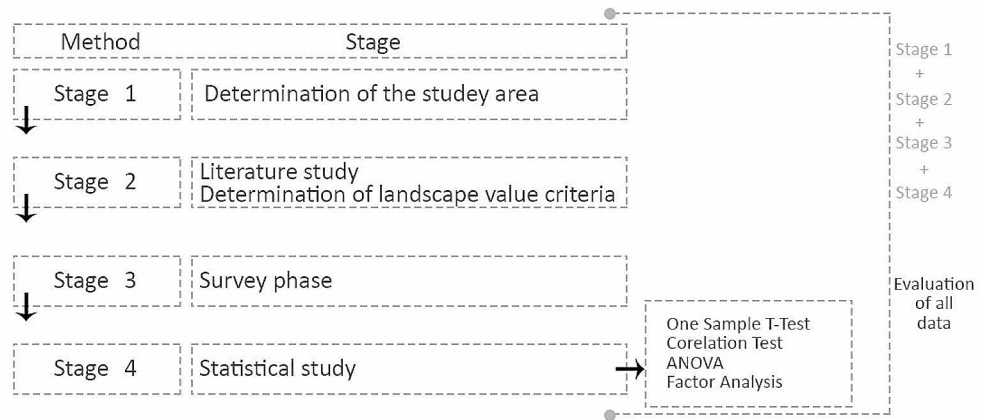 Method Stage
Stage 1 Determination of the studey area
Stage 2 Literature study
Determination of landscape value criteria
Stage 3 Survey phase
Stage 4 Statistical study
One Sample T-Test
Corelation Test
ANOVA
Factor Analysis
Stage 1
+
Stage 2
+
Stage 3
+
Stage 4
Evaluation
of all
data